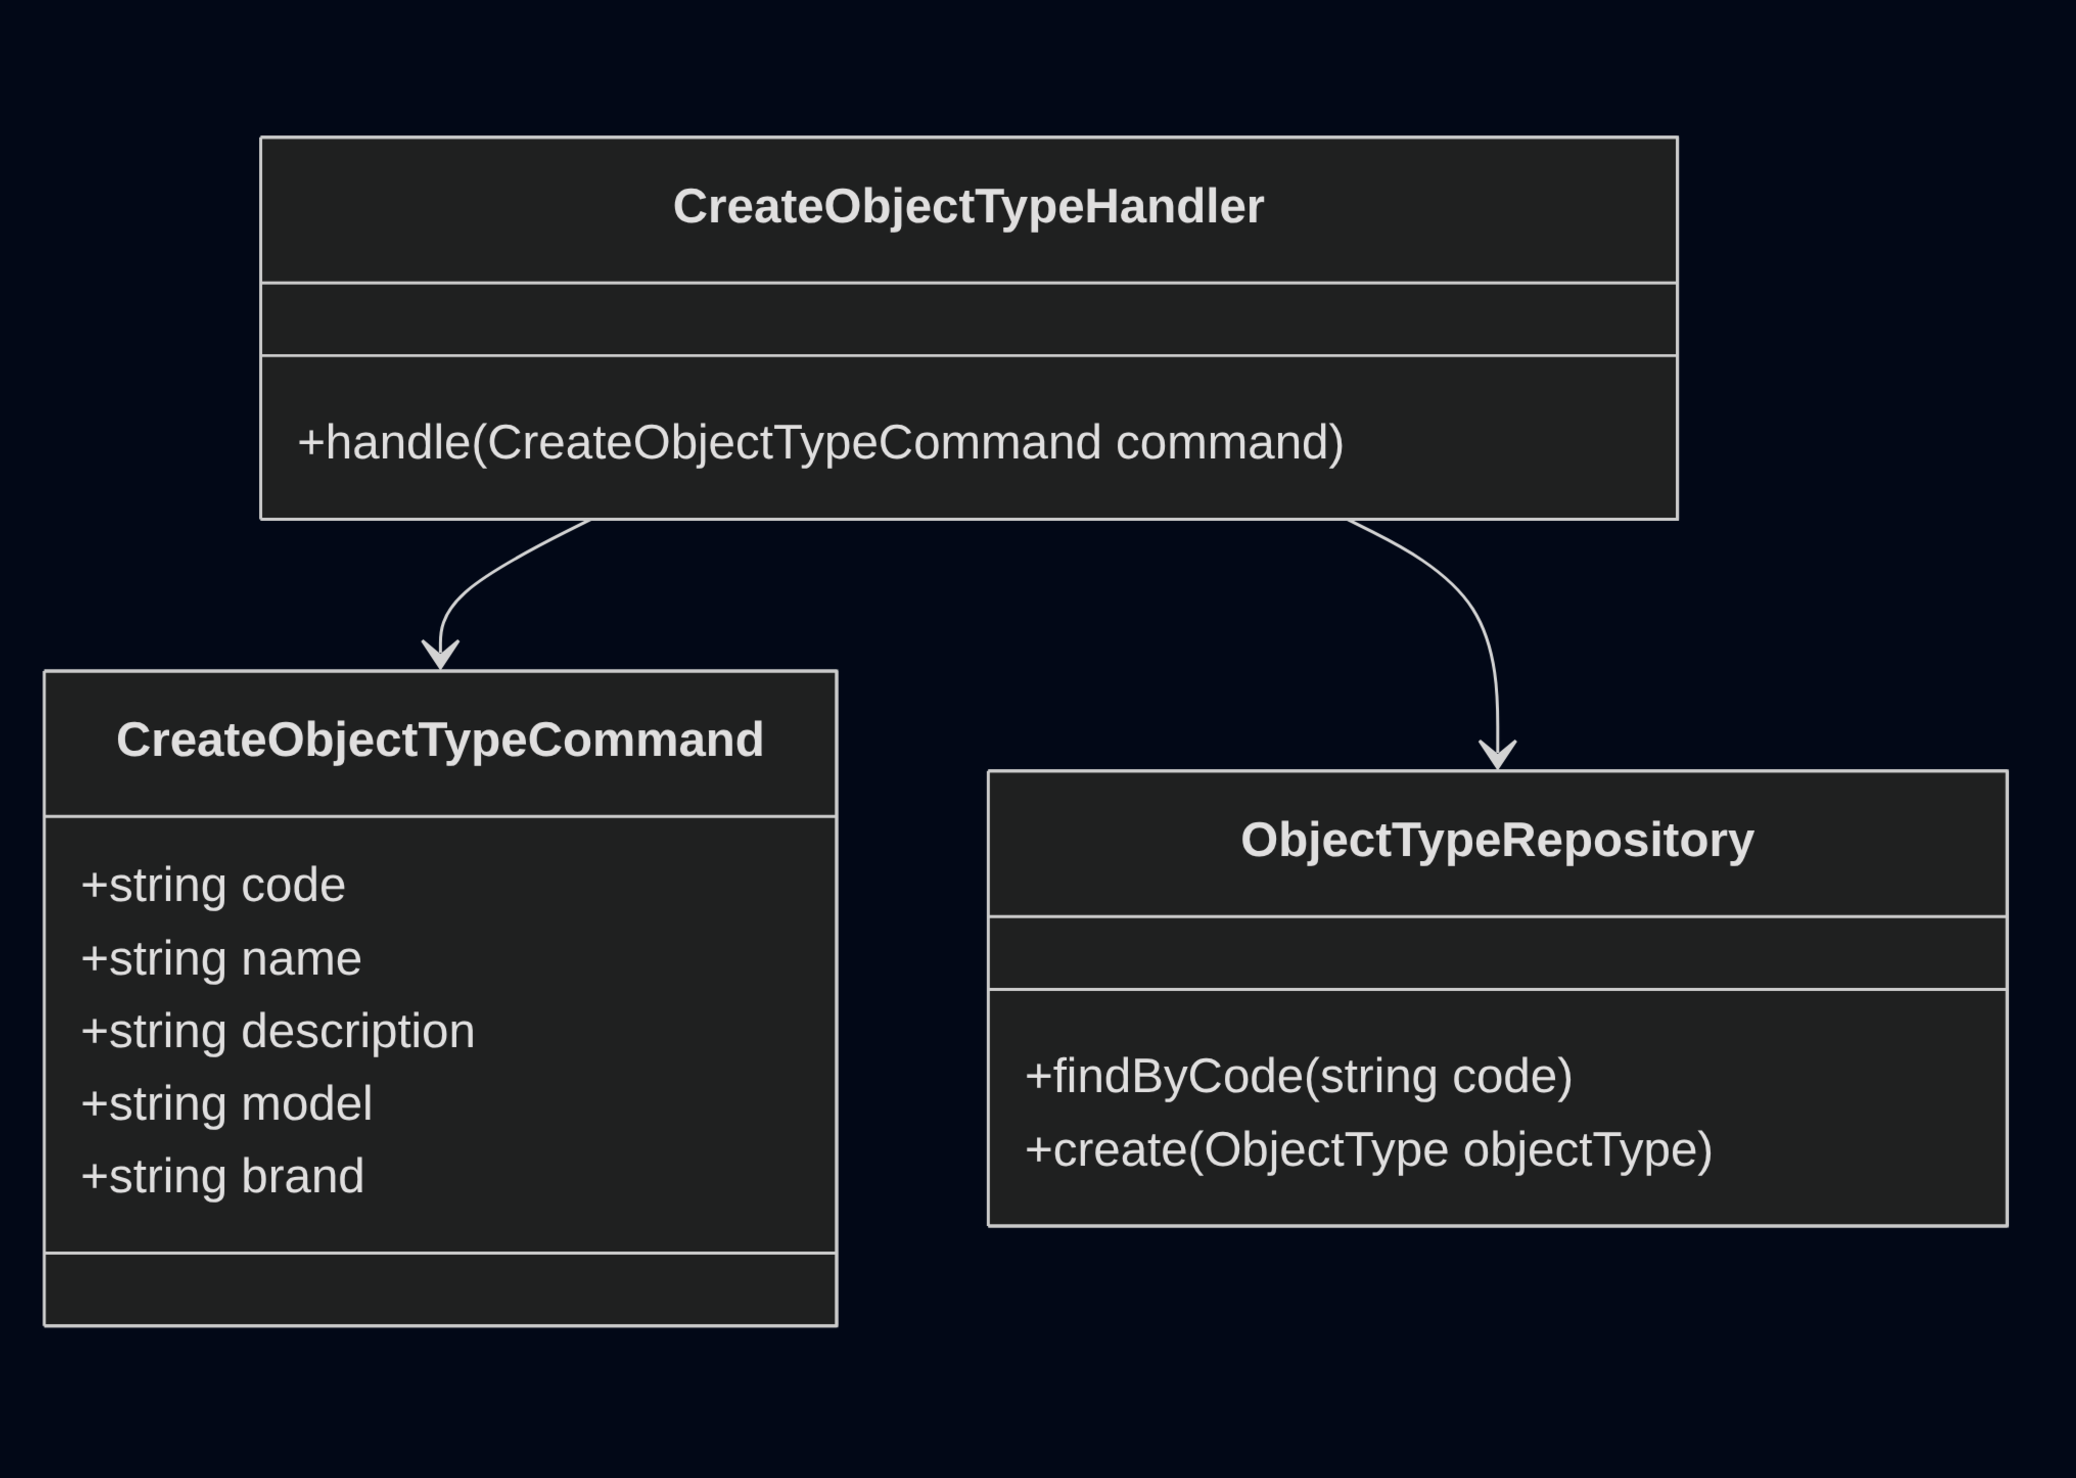 CreateObjectTypeHandler
+handle(CreateObjectTypeCommand command)
CreateObjectTypeCommand
+string code
+string name
+string description
+string model
+string brand
ObjectTypeRepository
+findByCode(string code)
+create(ObjectType objectType)